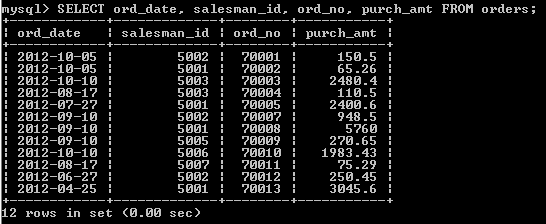 mysql> SELECT ord_date, salesman_id, ord_no, purch_amt FROM orders;
+------------+-------------+--------+-----------+
¦ ord_date   ¦ salesman_id ¦ ord_no ¦ purch_amt ¦
+------------+-------------+--------+-----------+
¦ 2012-10-05 ¦        5002 ¦  70001 ¦     150.5 ¦
¦ 2012-10-05 ¦        5001 ¦  70002 ¦     65.26 ¦
¦ 2012-10-10 ¦        5003 ¦  70003 ¦    2480.4 ¦
¦ 2012-08-17 ¦        5003 ¦  70004 ¦     110.5 ¦
¦ 2012-07-27 ¦        5001 ¦  70005 ¦    2400.6 ¦
¦ 2012-09-10 ¦        5002 ¦  70007 ¦     948.5 ¦
¦ 2012-09-10 ¦        5001 ¦  70008 ¦      5760 ¦
¦ 2012-09-10 ¦        5005 ¦  70009 ¦    270.65 ¦
¦ 2012-10-10 ¦        5006 ¦  70010 ¦   1983.43 ¦
¦ 2012-08-17 ¦        5007 ¦  70011 ¦     75.29 ¦
¦ 2012-06-27 ¦        5002 ¦  70012 ¦    250.45 ¦
¦ 2012-04-25 ¦        5001 ¦  70013 ¦    3045.6 ¦
+------------+-------------+--------+-----------+
12 rows in set (0.00 sec)